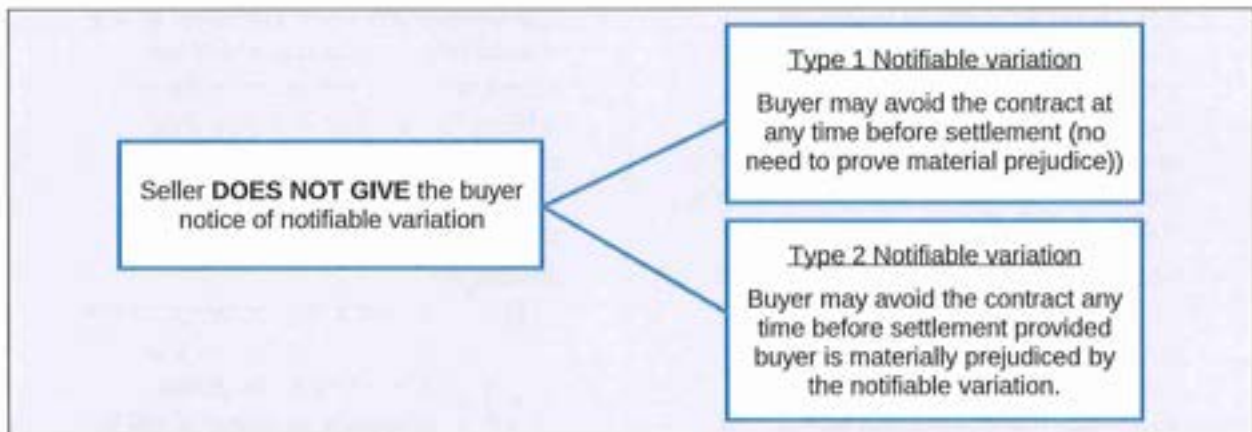 Seller DOES NOT GIVE the buyer
notice of notifiable variation
Type 1 Notifiable variation
Buyer may avoid the contract at
any time before settlement (no
need to prove material prejudice))
Type 2 Notifiable variation
Buyer may avoid the contract any
time before settlement provided
buyer is materially prejudiced by
the notifiable variation.